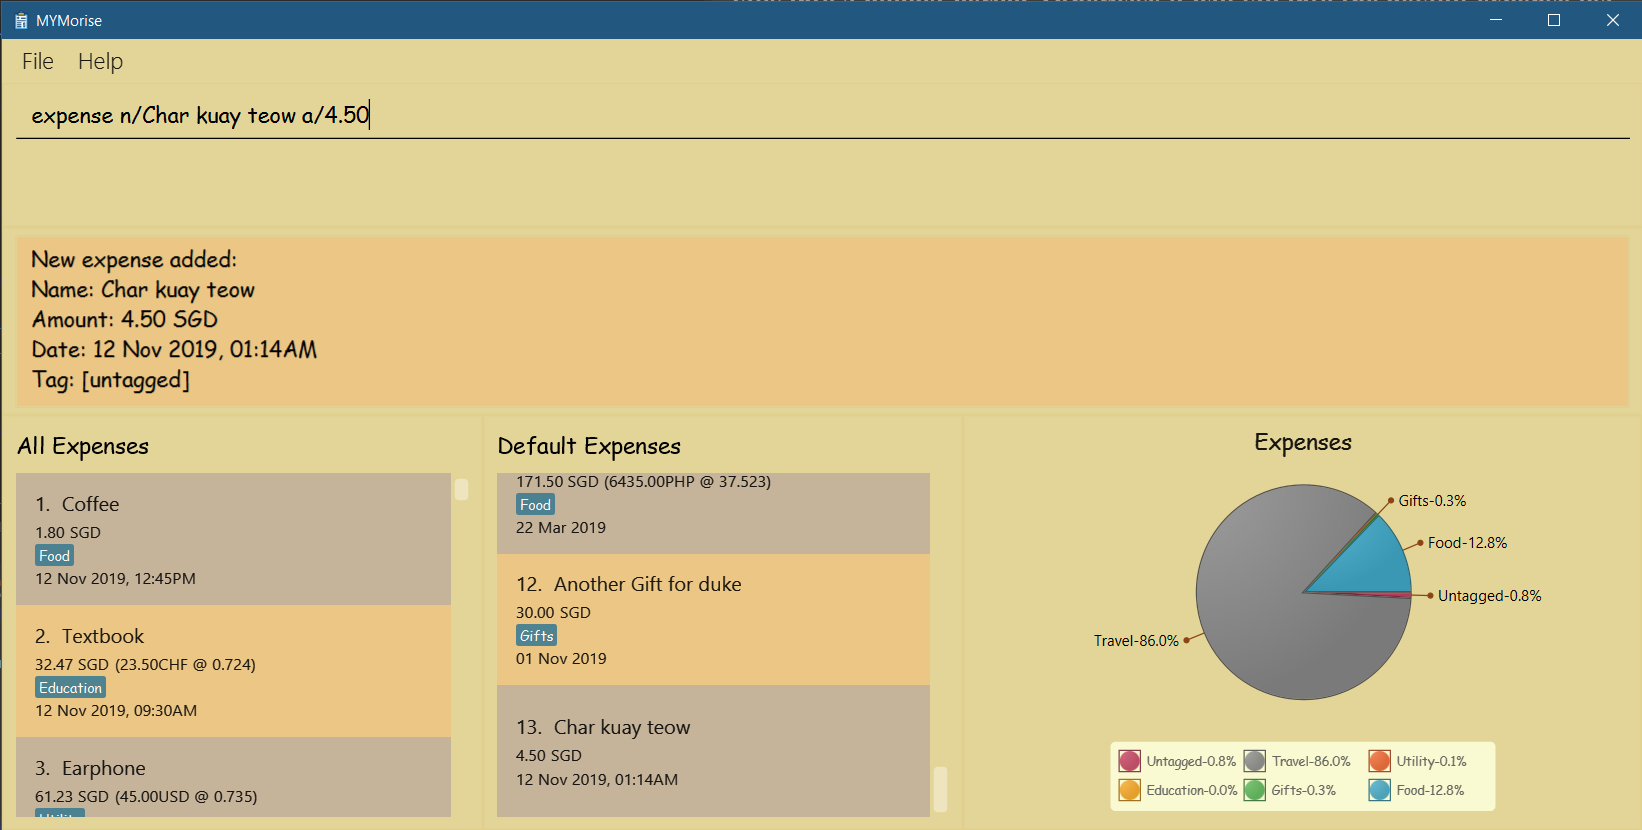 MYMorise
File Help
expense n/Char kuay teow a/4.50
New expense added:
Name: Char kuay teow
Amount: 4.50 SGD
Date: 12 Nov 2019, 01:14AM
Tag: [untagged]
All Expenses
1. Coffee
1.80 SGD
Food
12 Nov 2019, 12:45PM
2. Textbook
32.47 SGD (23.50CHF @ 0.724)
Education
12 Nov 2019, 09:30AM
3. Earphone
61.23 SGD (45.00USD @ 0.735)
Utility
Default Expenses
171.50 SGD (6435.00PHP @ 37.523)
Food
22 Mar 2019
12. Another Gift for duke
30.00 SGD
Gifts
01 Nov 2019
13. Char kuay teow
4.50 SGD
12 Nov 2019, 01:14AM
Expenses
Gifts-0.3%
Food-12.8%
Untagged-0.8%
Travel-86.0%
Untagged-0.8% Travel-86.0% Utility-0.1%
Education-0.0% Gifts-0.3% Food-12.8%